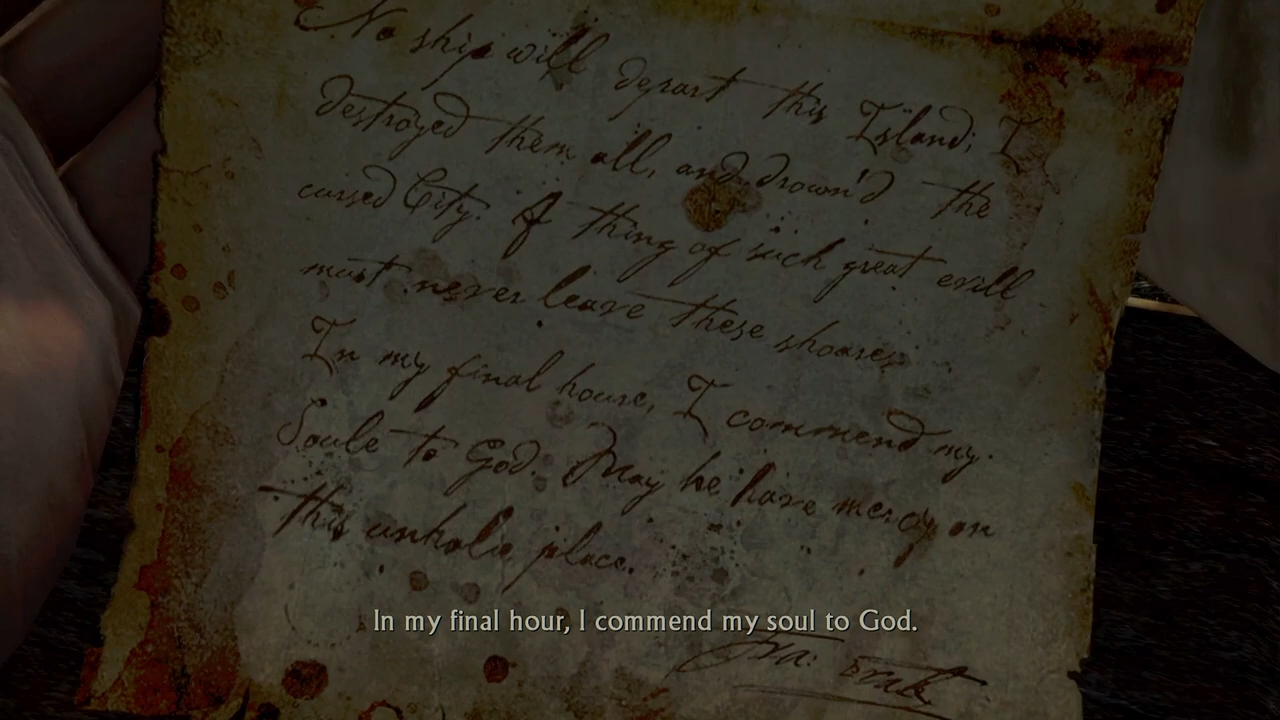 No ship will depart this Island; I
destroyed them all, and drown'd the
cursed City. A thing of such great evill
must never leave these shoares.
In my final houre, I commend my
Soule to God. May he have mercy on
this unholie place.
In my final hour, I commend my soul to God.
Fra: Drake